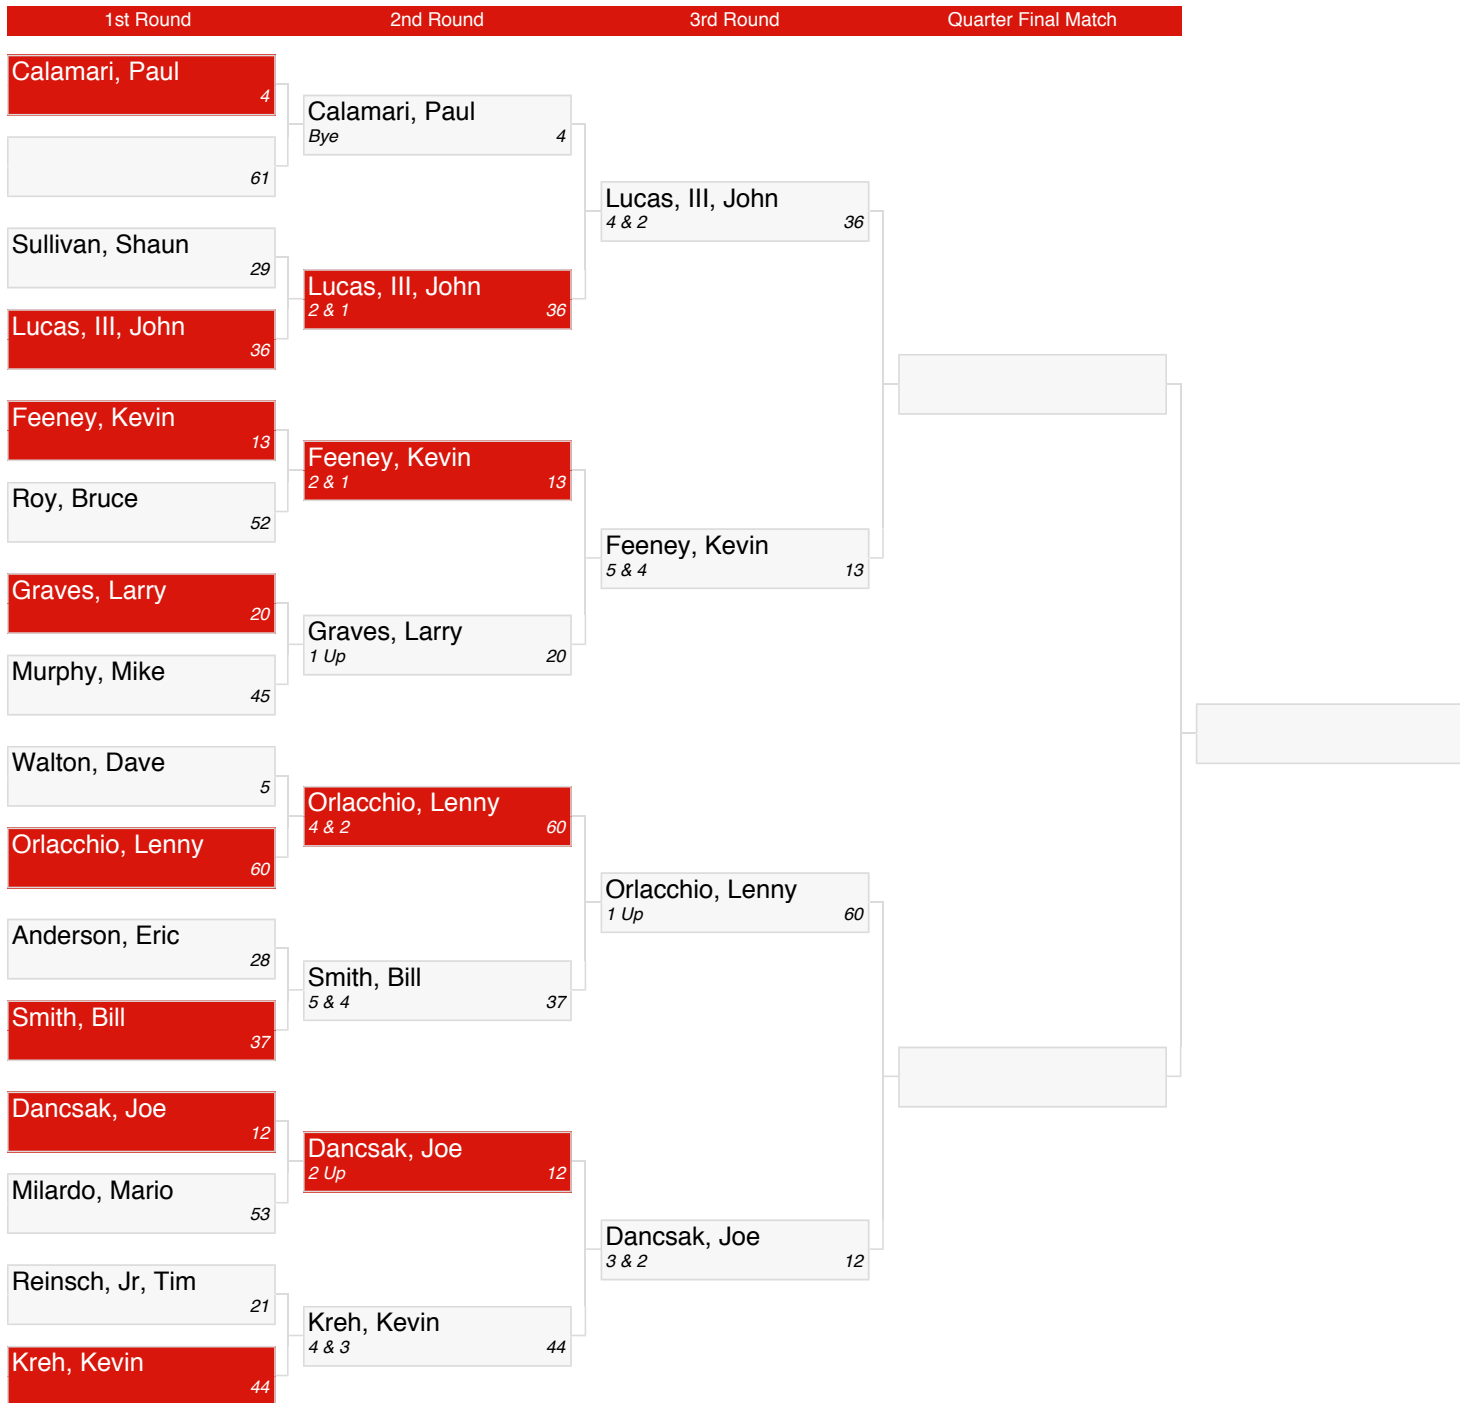 1st Round
2nd Round
3rd Round
Quarter Final Match
Calamari, Paul
4
61
Sullivan, Shaun
29
Lucas, III, John
36
Feeney, Kevin
13
Roy, Bruce
52
Graves, Larry
20
Murphy, Mike
45
Walton, Dave
5
Orlacchio, Lenny
60
Anderson, Eric
28
Smith, Bill
37
Dancsak, Joe
12
Milardo, Mario
53
Reinsch, Jr, Tim
21
Kreh, Kevin
44
Calamari, Paul
Bye 4
Lucas, III, John
2 & 1 36
Feeney, Kevin
2 & 1 13
Graves, Larry
1 Up 20
Orlacchio, Lenny
4 & 2 60
Smith, Bill
5 & 4 37
Dancsak, Joe
2 Up 12
Kreh, Kevin
4 & 3 44
Lucas, III, John
4 & 2 36
Feeney, Kevin
5 & 4 13
Orlacchio, Lenny
1 Up 60
Dancsak, Joe
3 & 2 12